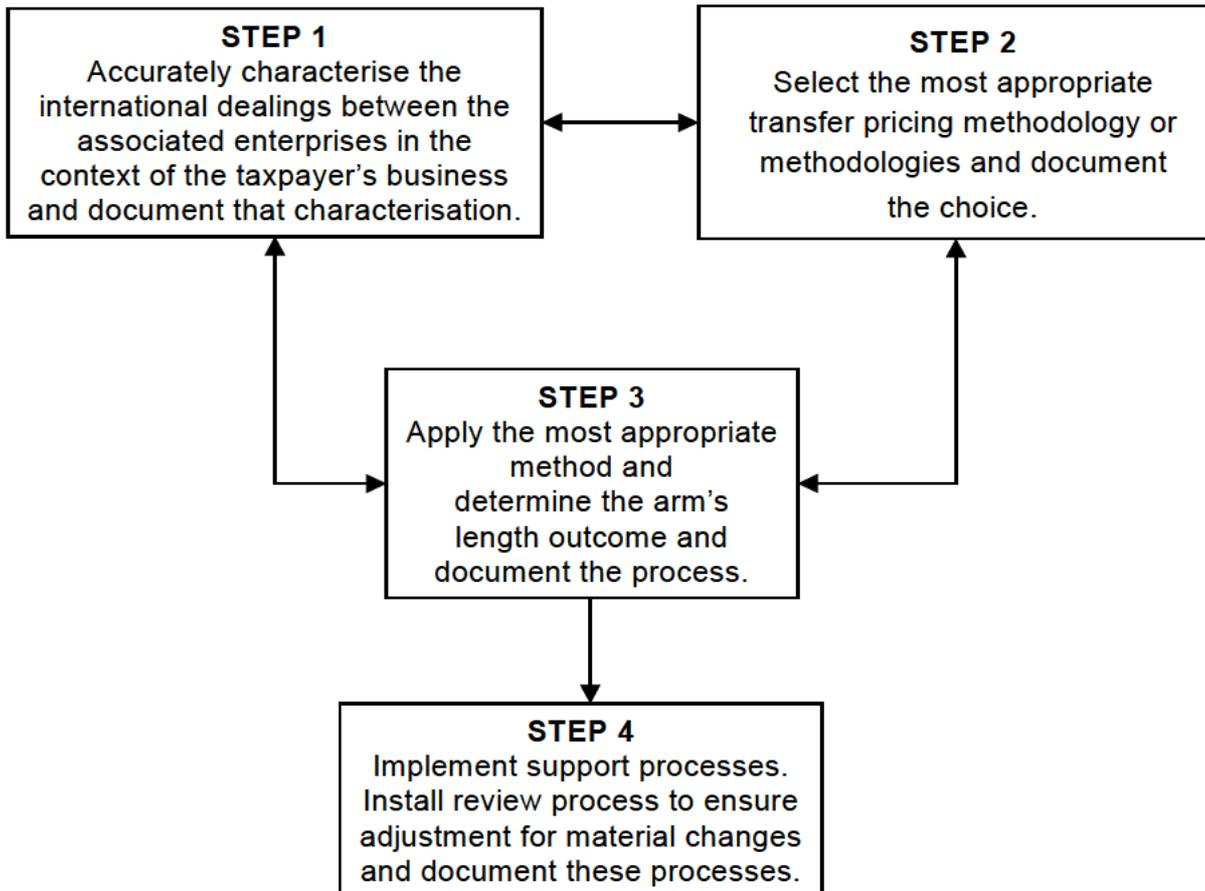 STEP 1
Accurately characterise the
international dealings between the
associated enterprises in the
context of the taxpayer's business
and document that characterisation.
STEP 2
Select the most appropriate
transfer pricing methodology or
methodologies and document
the choice.
STEP 3
Apply the most appropriate
method and
determine the arm's
length outcome and
document the process.
STEP 4
Implement support processes.
Install review process to ensure
adjustment for material changes
and document these processes.